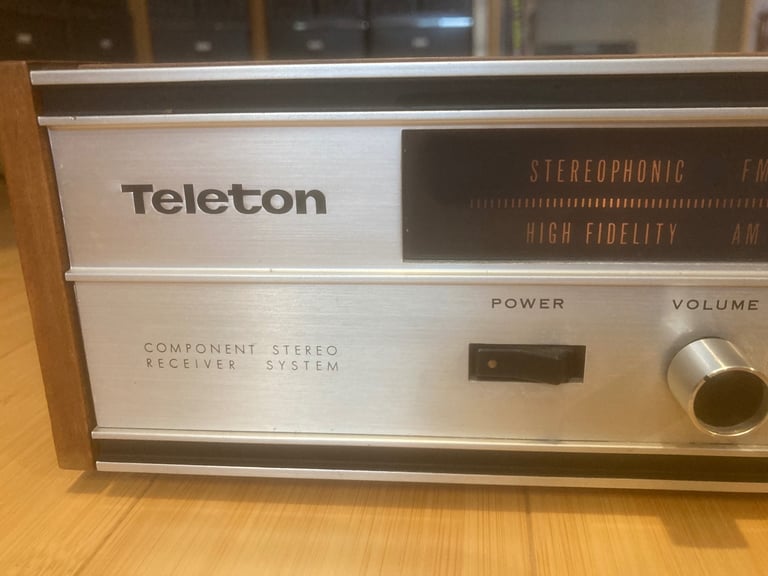 Teleton
STEREOPHONIC FM
HIGH FIDELITY AM
POWER VOLUME
COMPONENT STEREO
RECEIVER SYSTEM